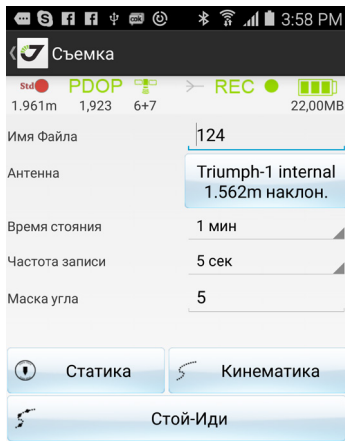 3:58 PM
Съемка
Std PDOP REC
1.961m 1,923 6+7 22,00MB
Имя Файла 124
Антенна Triumph-1 internal
1.562m наклон.
Время стояния 1 мин
Частота записи 5 сек
Маска угла 5
Статика Кинематика
Стой-Иди